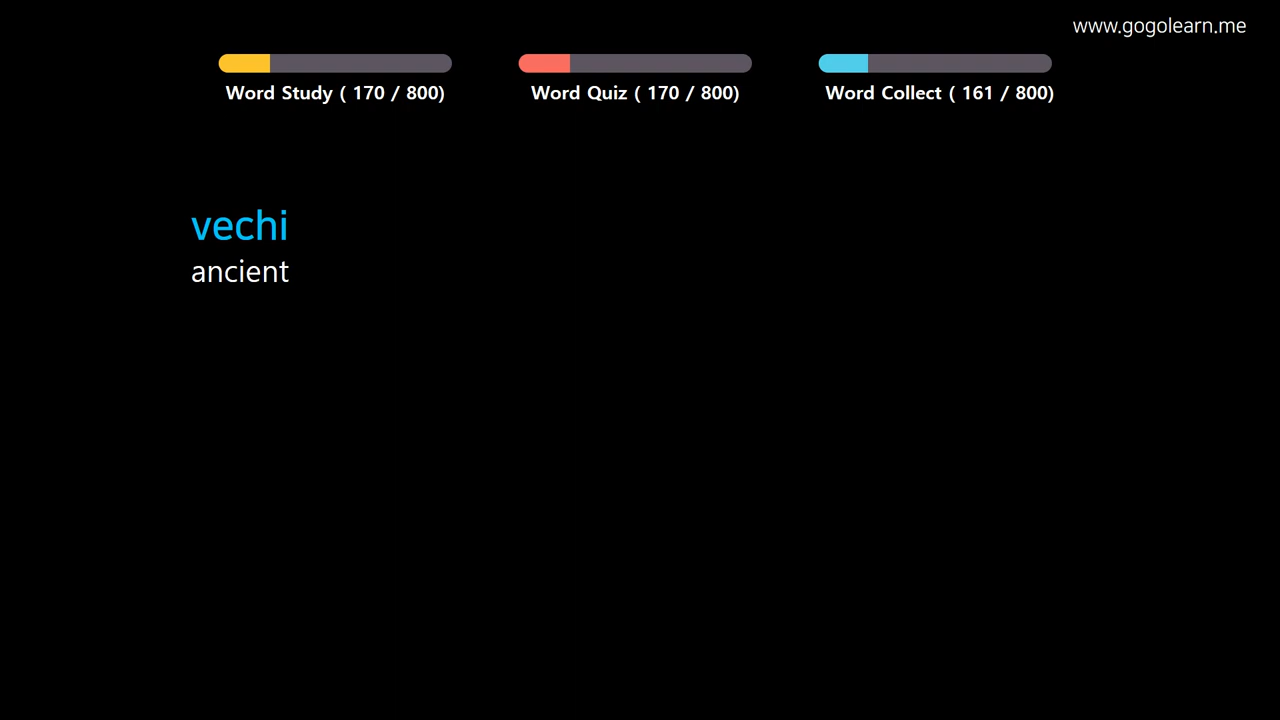 www.gogolearn.me
Word Study ( 170 / 800)
Word Quiz ( 170 / 800)
Word Collect ( 161 / 800)
vechi
ancient